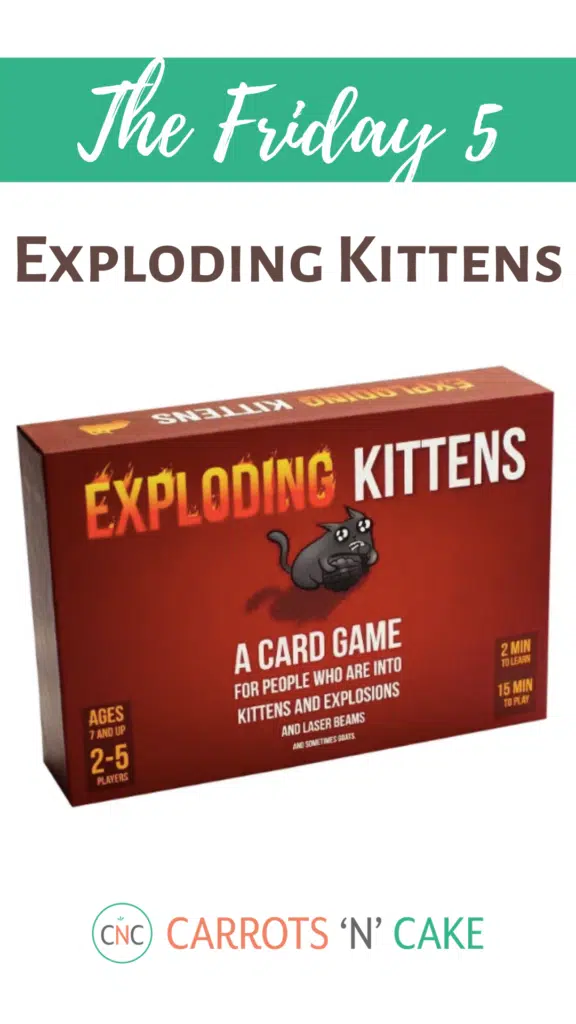 The Friday 5
Exploding Kittens
EXPLODING KITTENS
EXPLODING KITTENS
A CARD GAME
FOR PEOPLE WHO ARE INTO
KITTENS AND EXPLOSIONS
AND LASER BEAMS
AND SOMETIMES GOATS.
AGES
7 AND UP
2-5
PLAYERS
2 MIN
TO LEARN
15 MIN
TO PLAY
CNC CARROTS ‘N’ CAKE